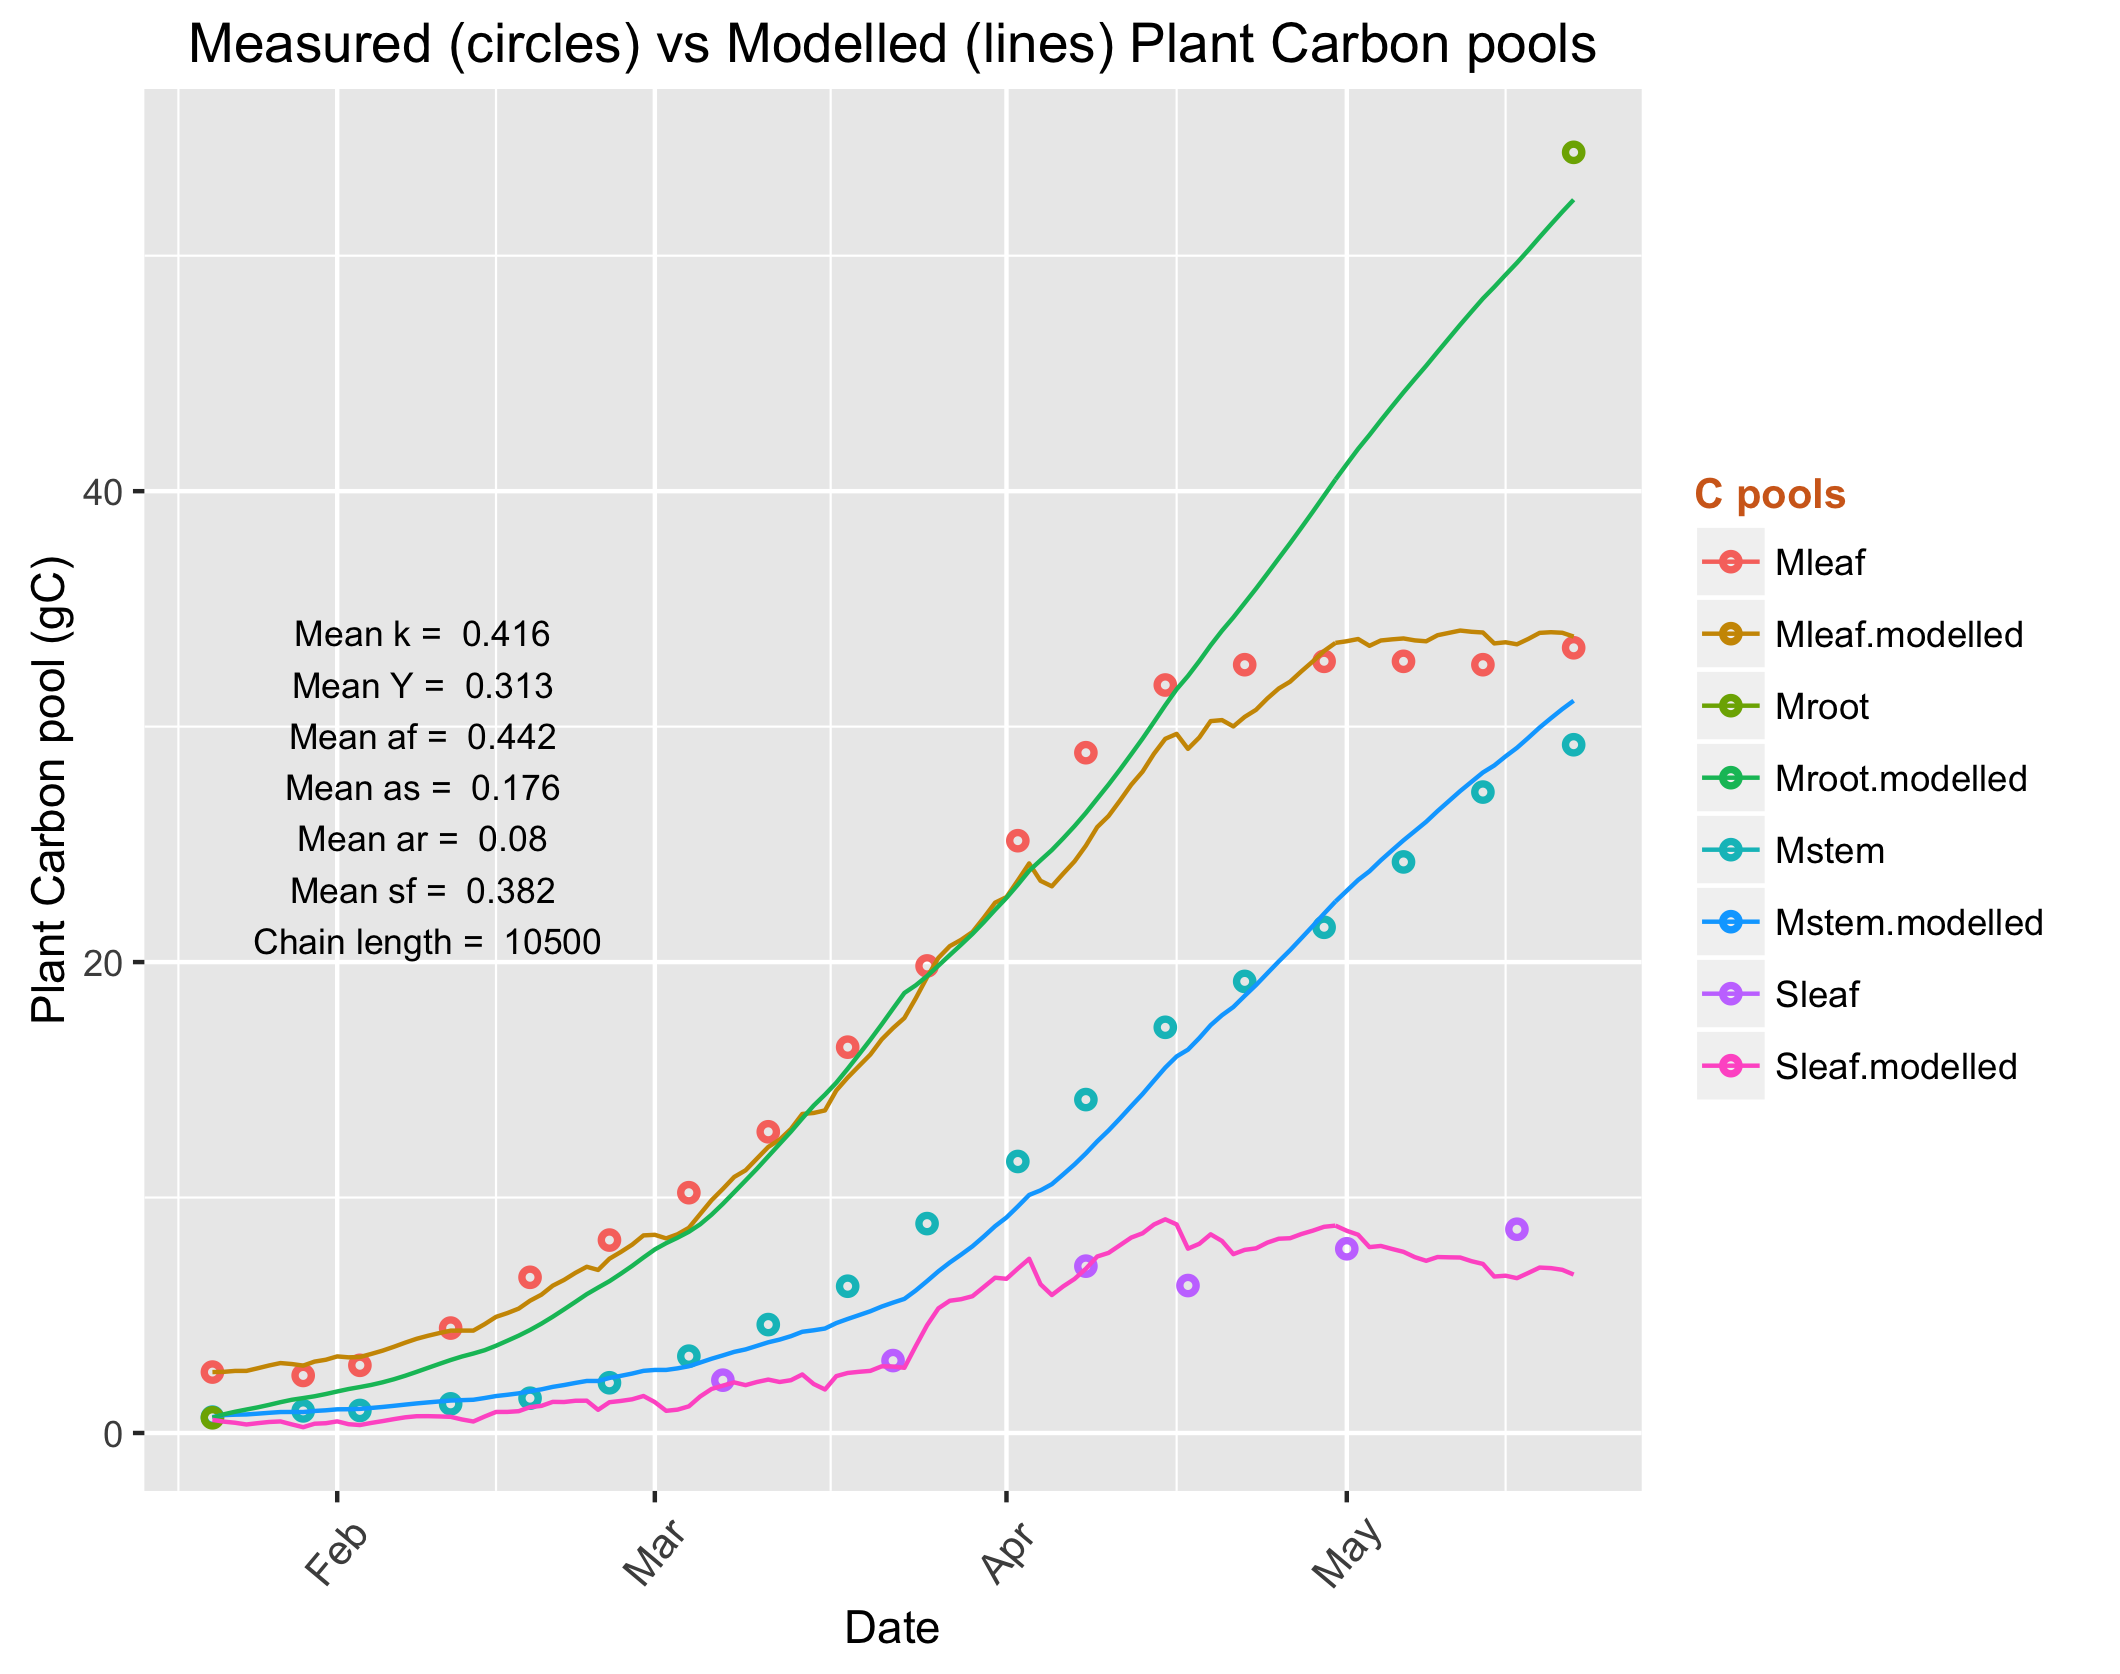 Measured (circles) vs Modelled (lines) Plant Carbon pools
Plant Carbon pool (gC)
40
20
0
Mean k = 0.416
Mean Y = 0.313
Mean af = 0.442
Mean as = 0.176
Mean ar = 0.08
Mean sf = 0.382
Chain length = 10500
Feb
Mar
Apr
May
Date
C pools
Mleaf
Mleaf.modelled
Mroot
Mroot.modelled
Mstem
Mstem.modelled
Sleaf
Sleaf.modelled